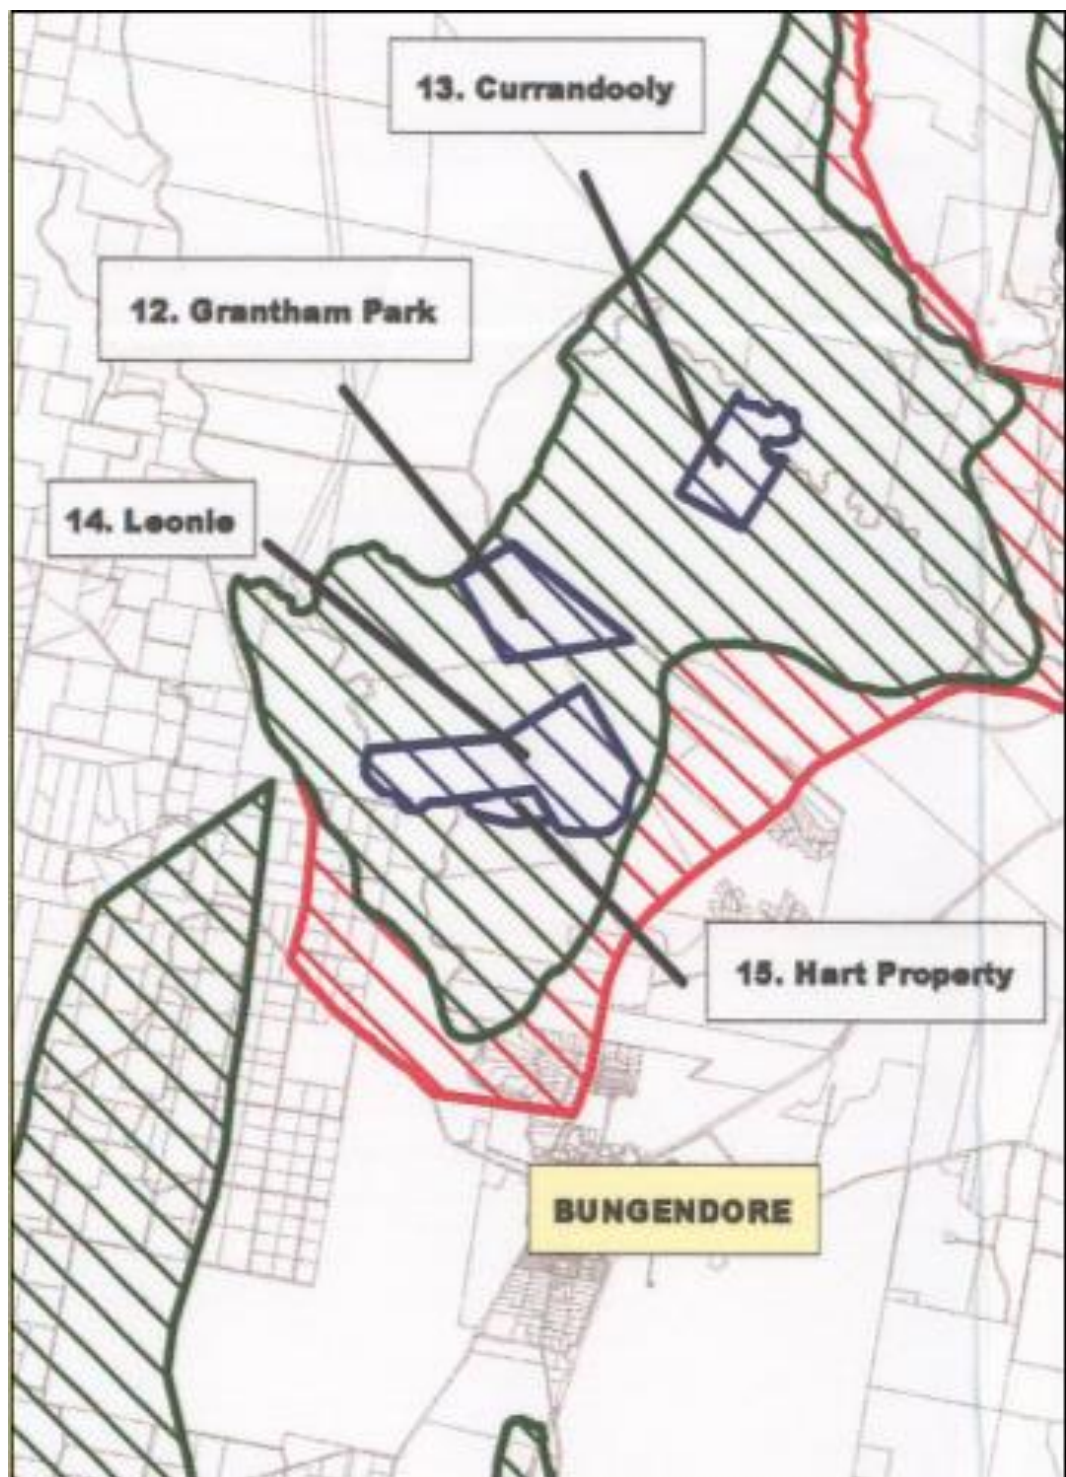 13. Currandooly
12. Grantham Park
14. Leonie
15. Hart Property
BUNGENDORE